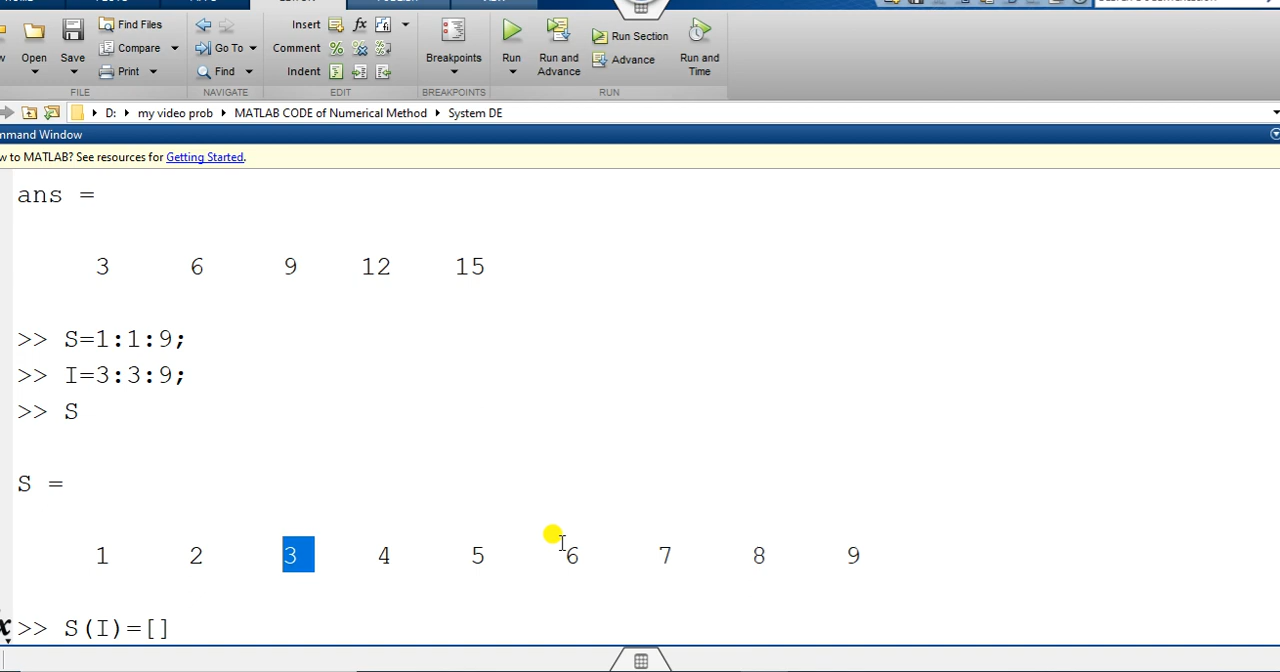 Insert fx
Find Files
Compare
Go To
Comment %
Open Save Print Find Indent Breakpoints Run Run and Advance Run Section Advance Run and Time
FILE NAVIGATE EDIT BREAKPOINTS RUN
D: my video prob MATLAB CODE of Numerical Method System DE
mmand Window
w to MATLAB? See resources for Getting Started.
ans =
3 6 9 12 15
>> S=1:1:9;
>> I=3:3:9;
>> S
S =
1 2 3 4 5 6 7 8 9
>> S(I)=[]